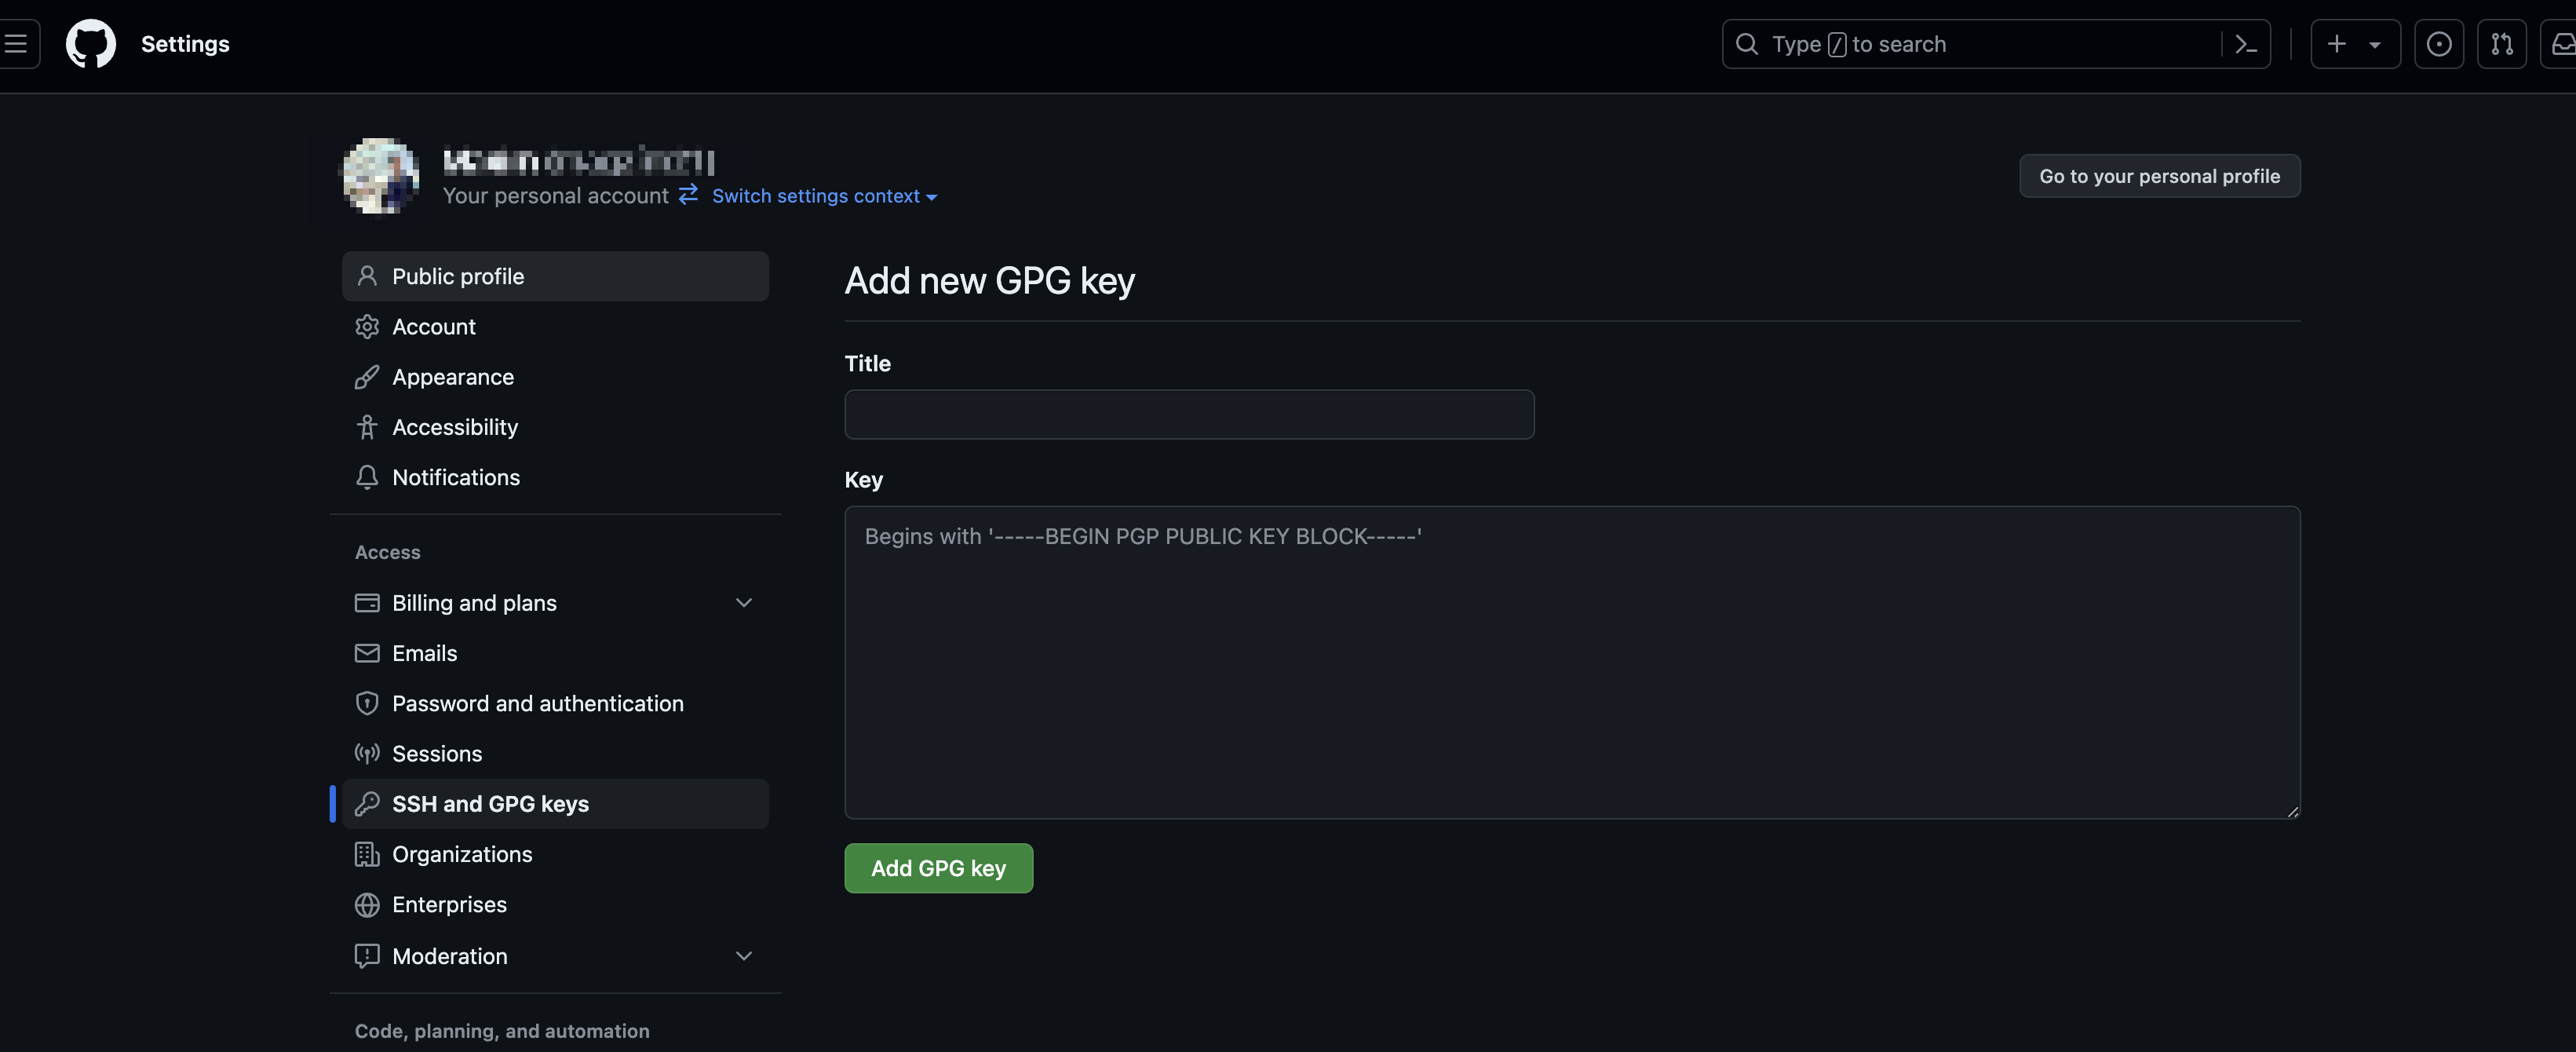 Settings
Type / to search
Your personal account
Switch settings context
Go to your personal profile
Public profile
Account
Appearance
Accessibility
Notifications
Access
Billing and plans
Emails
Password and authentication
Sessions
SSH and GPG keys
Organizations
Enterprises
Moderation
Code, planning, and automation
Add new GPG key
Title
Key
Begins with '-----BEGIN PGP PUBLIC KEY BLOCK-----'
Add GPG key